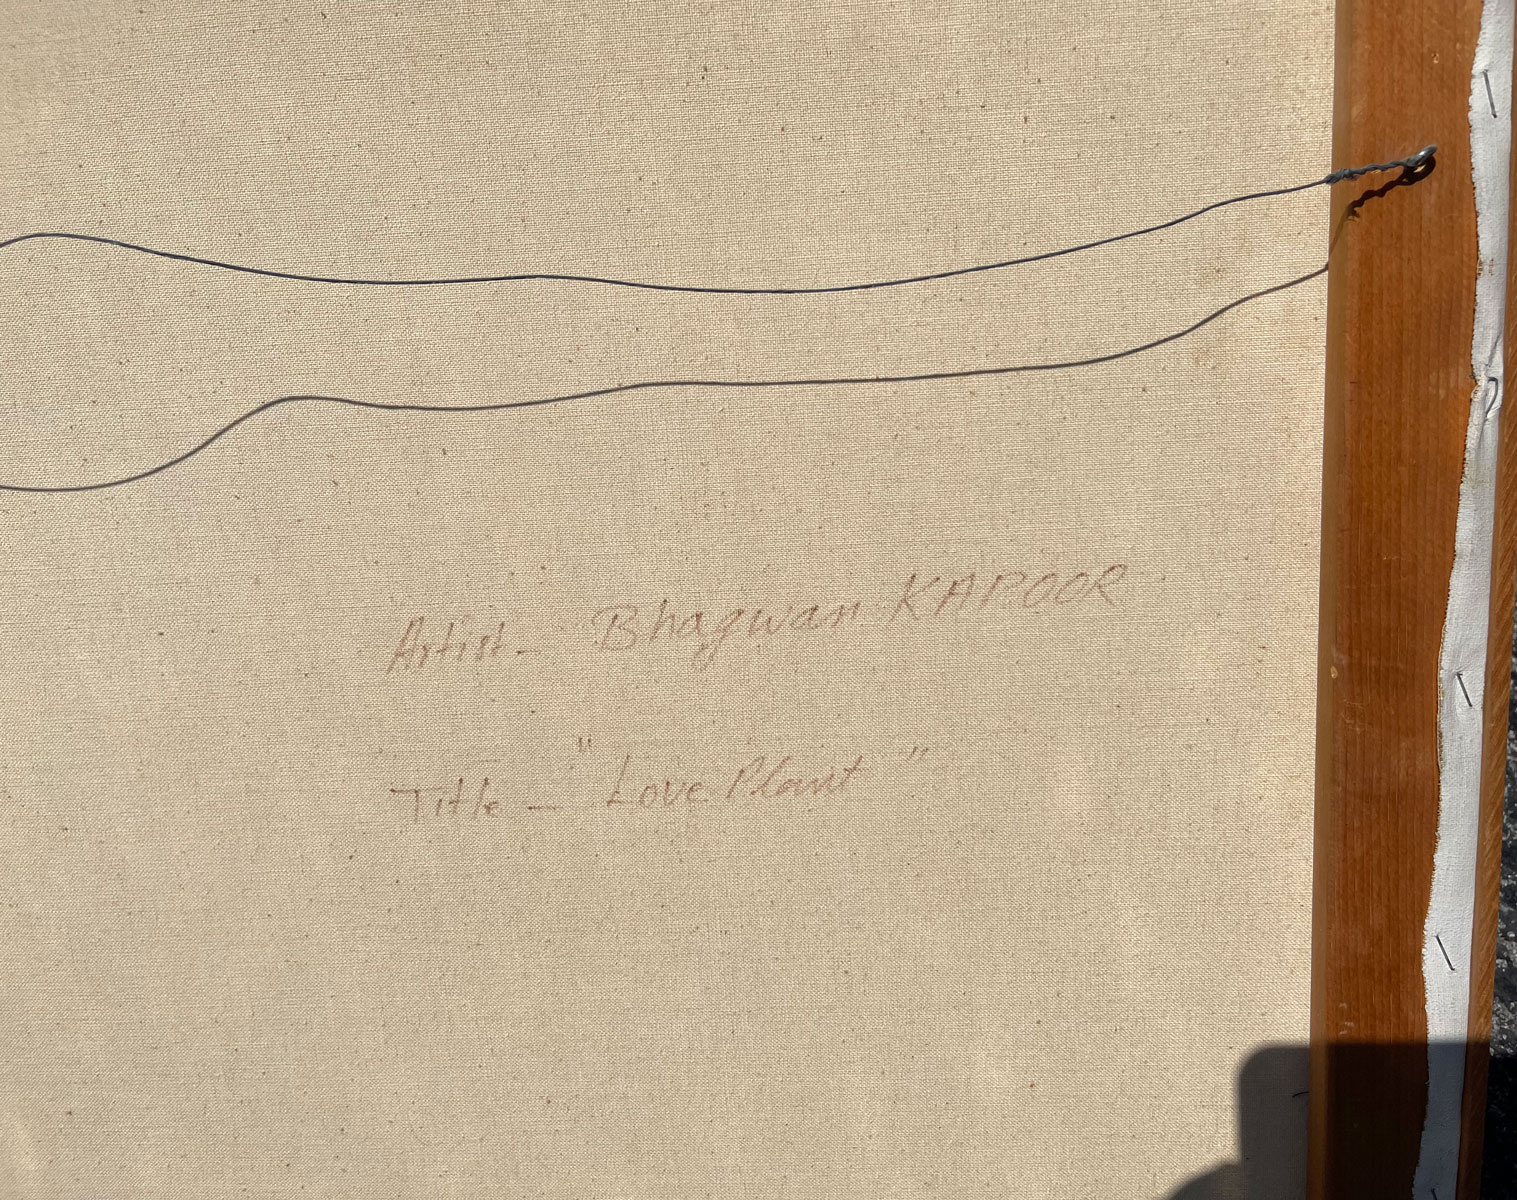 Artist - Bhagwan KAPOOR
Title - "Love Plant"